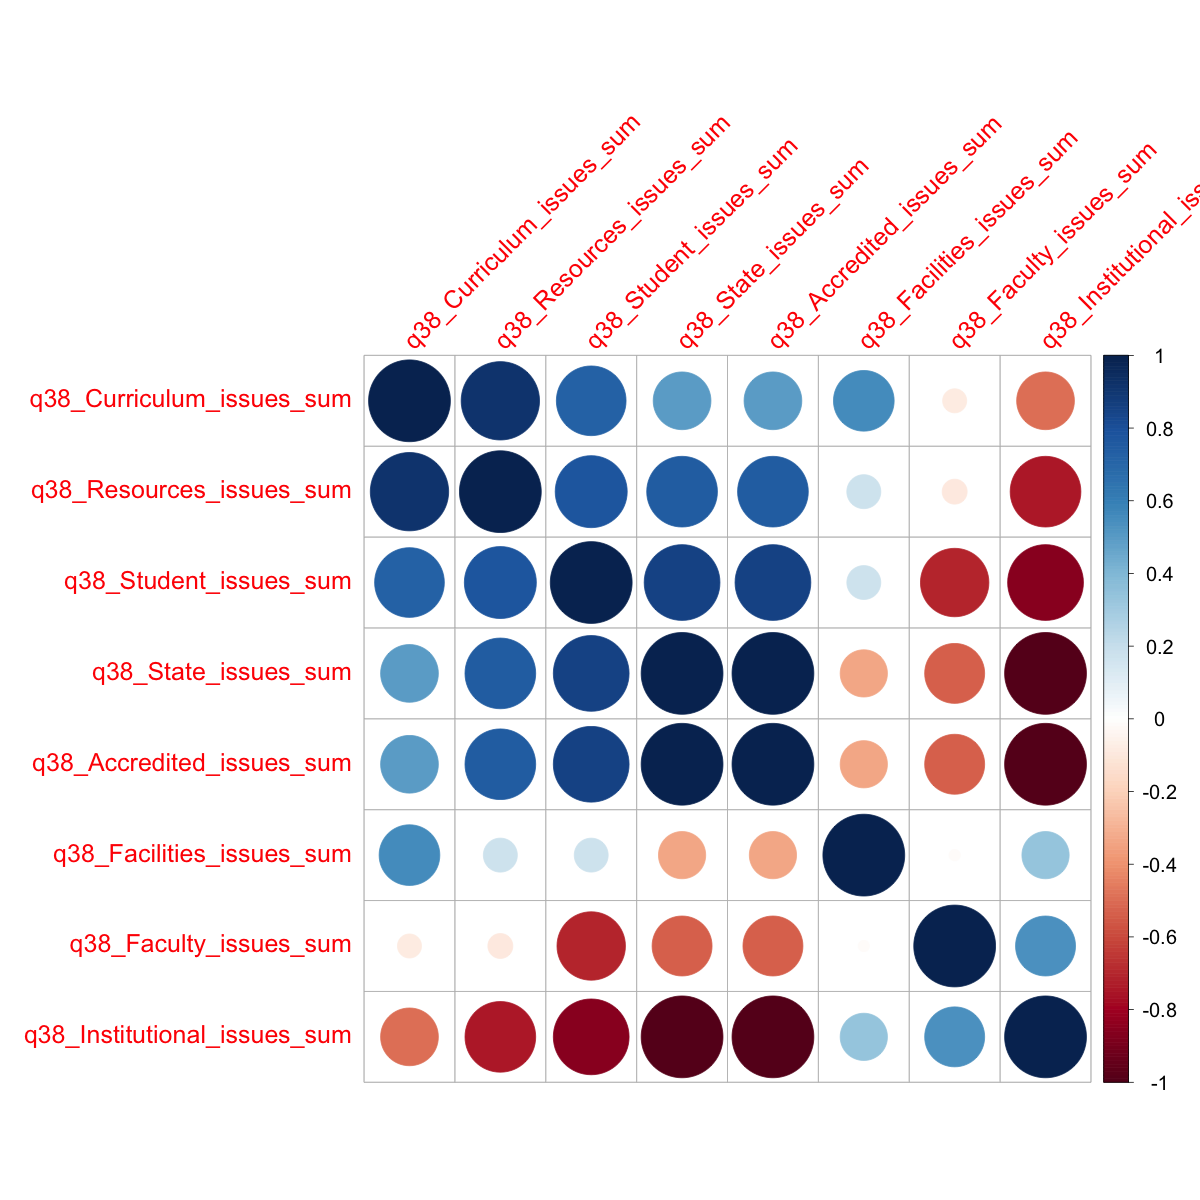 q38_Curriculum_issues_sum
q38_Resources_issues_sum
q38_Student_issues_sum
q38_State_issues_sum
q38_Accredited_issues_sum
q38_Facilities_issues_sum
q38_Faculty_issues_sum
q38_Institutional_iss
q38_Curriculum_issues_sum
q38_Resources_issues_sum
q38_Student_issues_sum
q38_State_issues_sum
q38_Accredited_issues_sum
q38_Facilities_issues_sum
q38_Faculty_issues_sum
q38_Institutional_issues_sum
1
0.8
0.6
0.4
0.2
0
-0.2
-0.4
-0.6
-0.8
-1